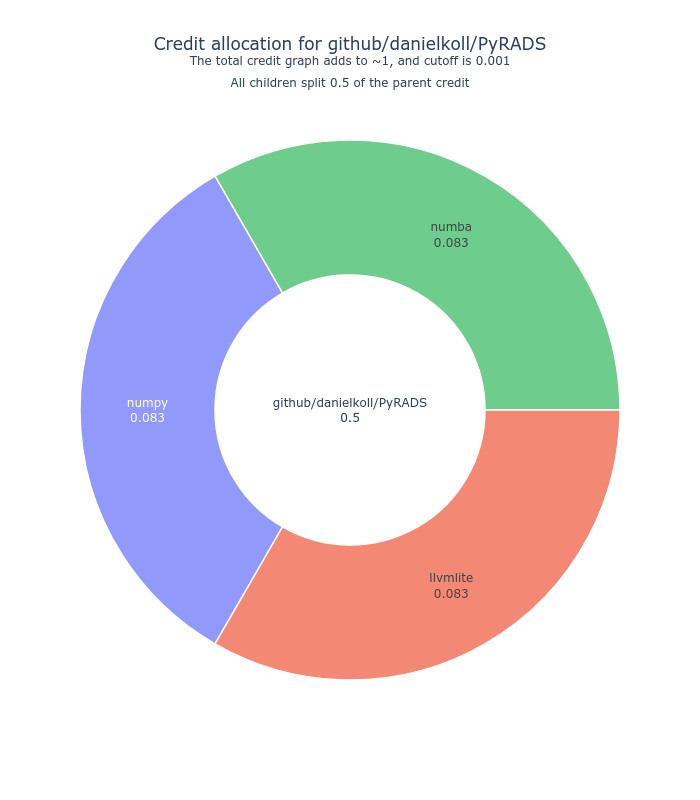 Credit allocation for github/danielkoll/PyRADS
The total credit graph adds to ~1, and cutoff is 0.001
All children split 0.5 of the parent credit
numba
0.083
numpy
0.083
github/danielkoll/PyRADS
0.5
llvmlite
0.083